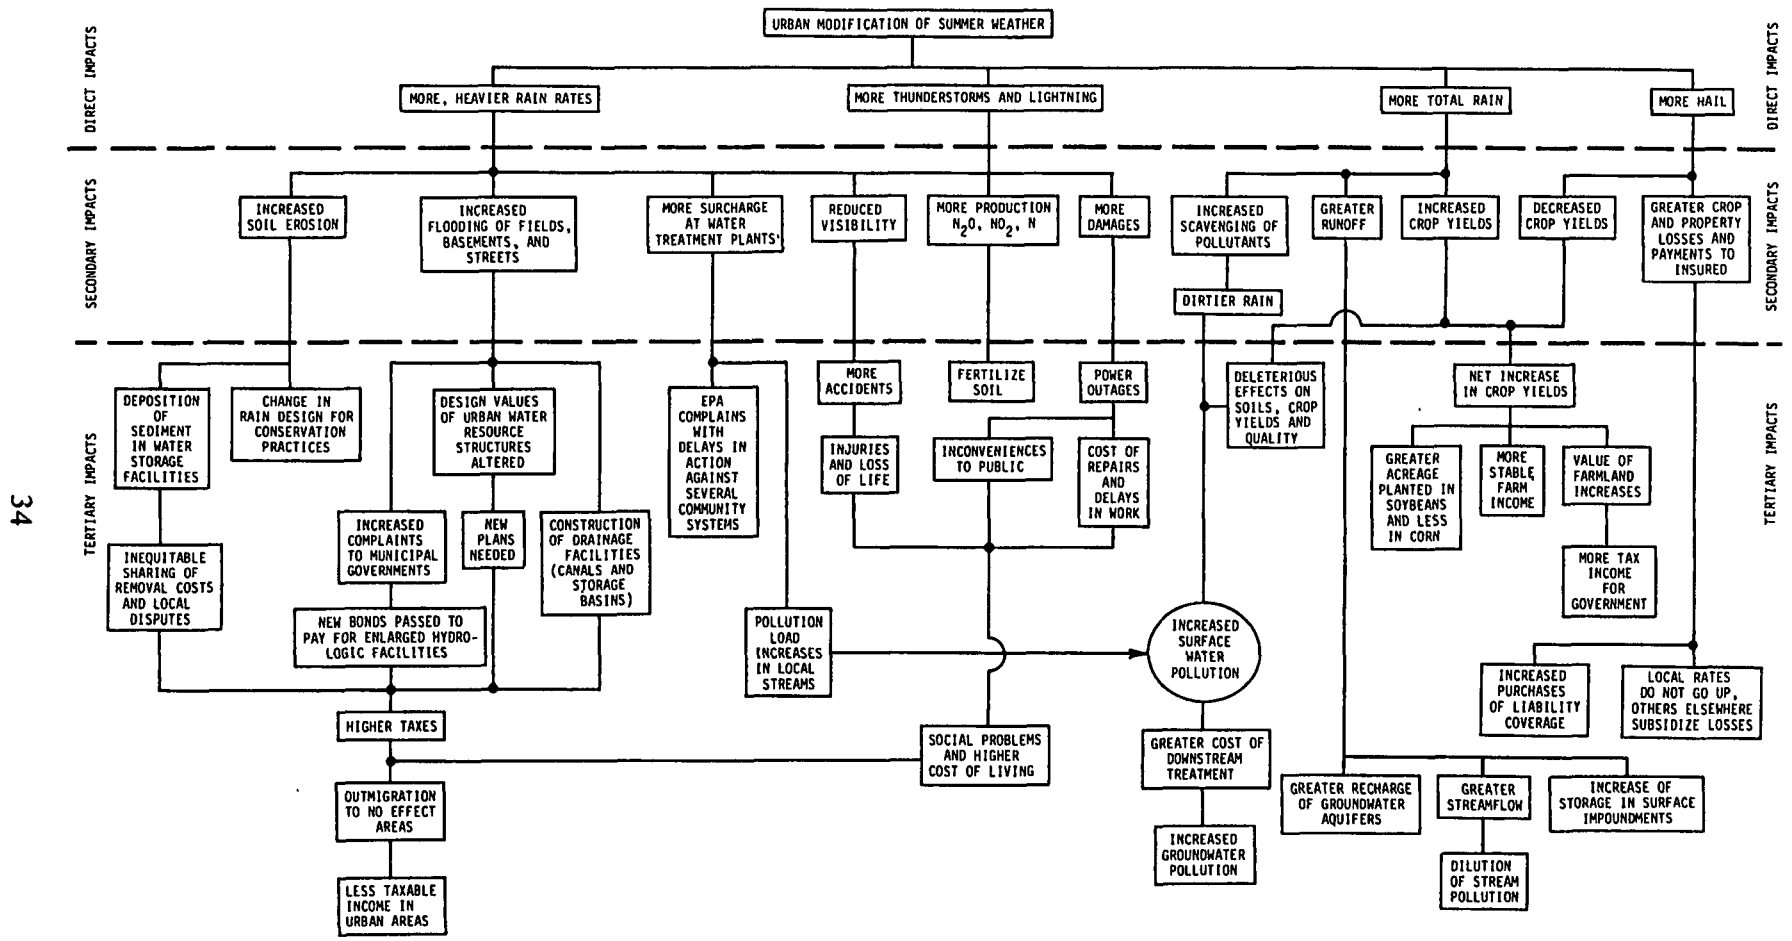 URBAN MODIFICATION OF SUMMER WEATHER
DIRECT IMPACTS
MORE, HEAVIER RAIN RATES
MORE THUNDERSTORMS AND LIGHTNING
MORE TOTAL RAIN
MORE HAIL
DIRECT IMPACTS
SECONDARY IMPACTS
INCREASED
SOIL EROSION
INCREASED
FLOODING OF FIELDS,
BASEMENTS, AND
STREETS
MORE SURCHARGE
AT WATER
TREATMENT PLANTS
REDUCED
VISIBILITY
MORE PRODUCTION
N2O, NO2, N
MORE
DAMAGES
INCREASED
SCAVENGING OF
POLLUTANTS
DIRTIER RAIN
GREATER
RUNOFF
INCREASED
CROP YIELDS
DECREASED
CROP YIELDS
GREATER CROP
AND PROPERTY
LOSSES AND
PAYMENTS TO
INSURED
SECONDARY IMPACTS
TERTIARY IMPACTS
DEPOSITION
OF
SEDIMENT
IN WATER
STORAGE
FACILITIES
CHANGE IN
RAIN DESIGN FOR
CONSERVATION
PRACTICES
DESIGN VALUES
OF URBAN WATER
RESOURCE
STRUCTURES
ALTERED
EPA
COMPLAINS
WITH
DELAYS IN
ACTION
AGAINST
SEVERAL
COMMUNITY
SYSTEMS
MORE
ACCIDENTS
FERTILIZE
SOIL
POWER
OUTAGES
DELETERIOUS
EFFECTS ON
SOILS, CROP
YIELDS AND
QUALITY
NET INCREASE
IN CROP YIELDS
INJURIES
AND LOSS
OF LIFE
INCONVENIENCES
TO PUBLIC
COST OF
REPAIRS
AND
DELAYS
IN WORK
GREATER
ACREAGE
PLANTED IN
SOYBEANS
AND LESS
IN CORN
MORE
STABLE
FARM
INCOME
VALUE OF
FARMLAND
INCREASES
TERTIARY IMPACTS
34
INEQUITABLE
SHARING OF
REMOVAL COSTS
AND LOCAL
DISPUTES
INCREASED
COMPLAINTS
TO MUNICIPAL
GOVERNMENTS
NEW
PLANS
NEEDED
CONSTRUCTION
OF DRAINAGE
FACILITIES
(CANALS AND
STORAGE
BASINS)
MORE TAX
INCOME
FOR
GOVERNMENT
NEW BONDS PASSED TO
PAY FOR ENLARGED HYDRO-
LOGIC FACILITIES
POLLUTION
LOAD
INCREASES
IN LOCAL
STREAMS
INCREASED
SURFACE
WATER
POLLUTION
INCREASED
PURCHASES
OF LIABILITY
COVERAGE
LOCAL RATES
DO NOT GO UP,
OTHERS ELSEWHERE
SUBSIDIZE LOSSES
HIGHER TAXES
SOCIAL PROBLEMS
AND HIGHER
COST OF LIVING
GREATER COST OF
DOWNSTREAM
TREATMENT
OUTMIGRATION
TO NO EFFECT
AREAS
GREATER RECHARGE
OF GROUNDWATER
AQUIFERS
GREATER
STREAMFLOW
INCREASE OF
STORAGE IN SURFACE
IMPOUNDMENTS
INCREASED
GROUNDWATER
POLLUTION
DILUTION
OF STREAM
POLLUTION
LESS TAXABLE
INCOME IN
URBAN AREAS